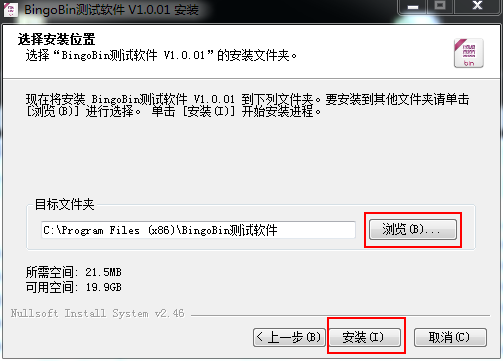 BingoBin测试软件 V1.0.01 安装
选择安装位置
选择“BingoBin测试软件 V1.0.01”的安装文件夹。
bin
现在将安装 BingoBin测试软件 V1.0.01 到下列文件夹。要安装到其他文件夹请单击
[浏览(B)] 进行选择。 单击 [安装(I)] 开始安装进程。
目标文件夹
C:\Program Files (x86)\BingoBin测试软件
浏览(B)...
所需空间: 21.5MB
可用空间: 19.9GB
Nullsoft Install System v2.46
< 上一步(B)
安装(I)
取消(C)